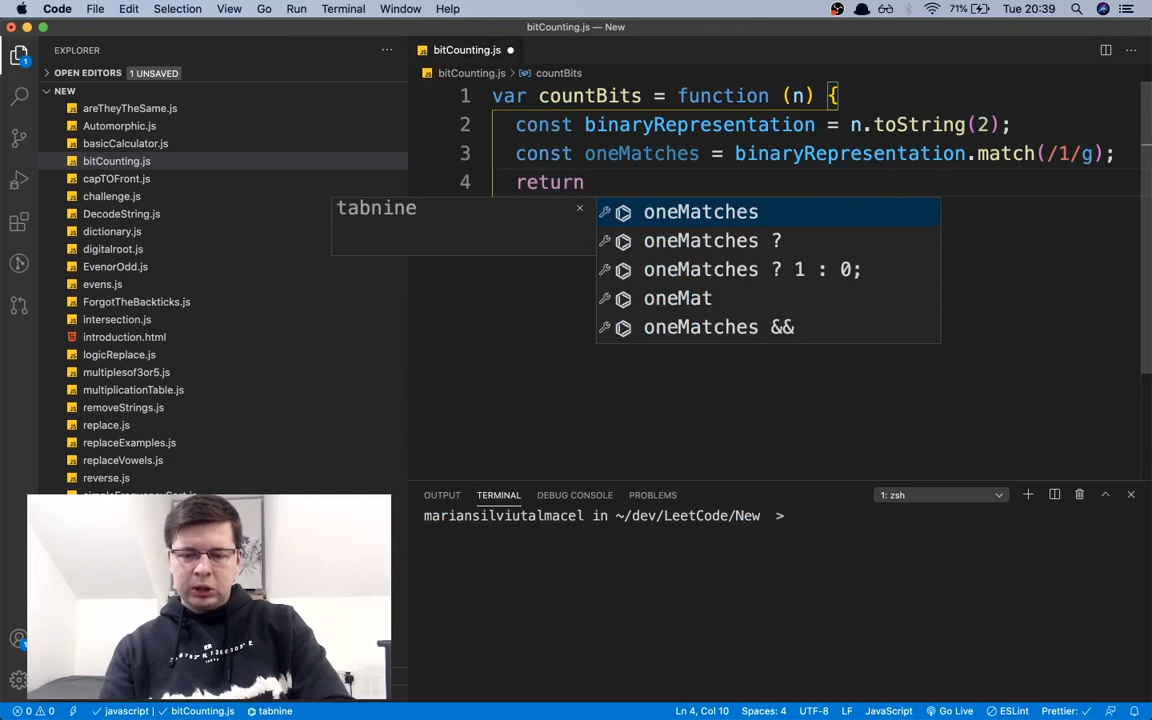 Code File Edit Selection View Go Run Terminal Window Help 71% Tue 20:39
bitCounting.js — New
EXPLORER
OPEN EDITORS 1 UNSAVED
NEW
areTheyTheSame.js
Automorphic.js
basicCalculator.js
bitCounting.js
capTOFront.js
challenge.js
DecodeString.js
dictionary.js
digitalroot.js
EvenorOdd.js
evens.js
ForgotTheBackticks.js
intersection.js
introduction.html
logicReplace.js
multiplesof3or5.js
multiplicationTable.js
removeStrings.js
replace.js
replaceExamples.js
replaceVowels.js
reverse.js
bitCounting.js
bitCounting.js > countBits
1 var countBits = function (n) {
2 const binaryRepresentation = n.toString(2);
3 const oneMatches = binaryRepresentation.match(/1/g);
4 return
tabnine
oneMatches
oneMatches ?
oneMatches ? 1 : 0;
oneMat
oneMatches &&
OUTPUT TERMINAL DEBUG CONSOLE PROBLEMS 1: zsh
mariansilviutalmacel in ~/dev/LeetCode/New >
1
1
0 0 javascript | bitCounting.js tabnine Ln 4, Col 10 Spaces: 4 UTF-8 LF JavaScript Go Live ESLint Prettier: